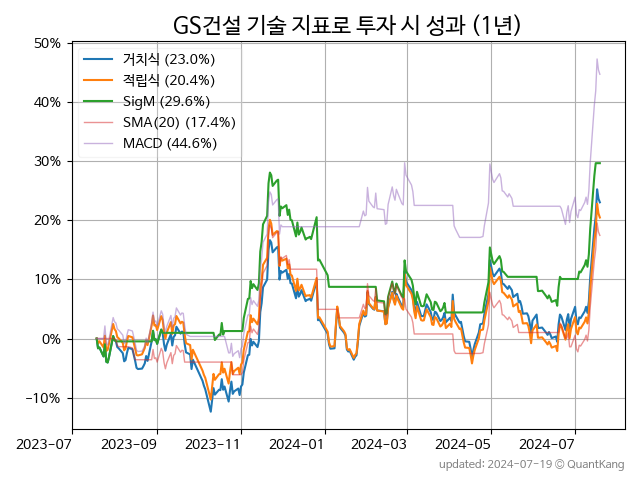 GS건설 기술 지표로 투자 시 성과 (1년)
거치식 (23.0%)
적립식 (20.4%)
SigM (29.6%)
SMA(20) (17.4%)
MACD (44.6%)
50%
40%
30%
20%
10%
0%
−10%
2023-07 2023-09 2023-11 2024-01 2024-03 2024-05 2024-07
updated: 2024-07-19 © QuantKang